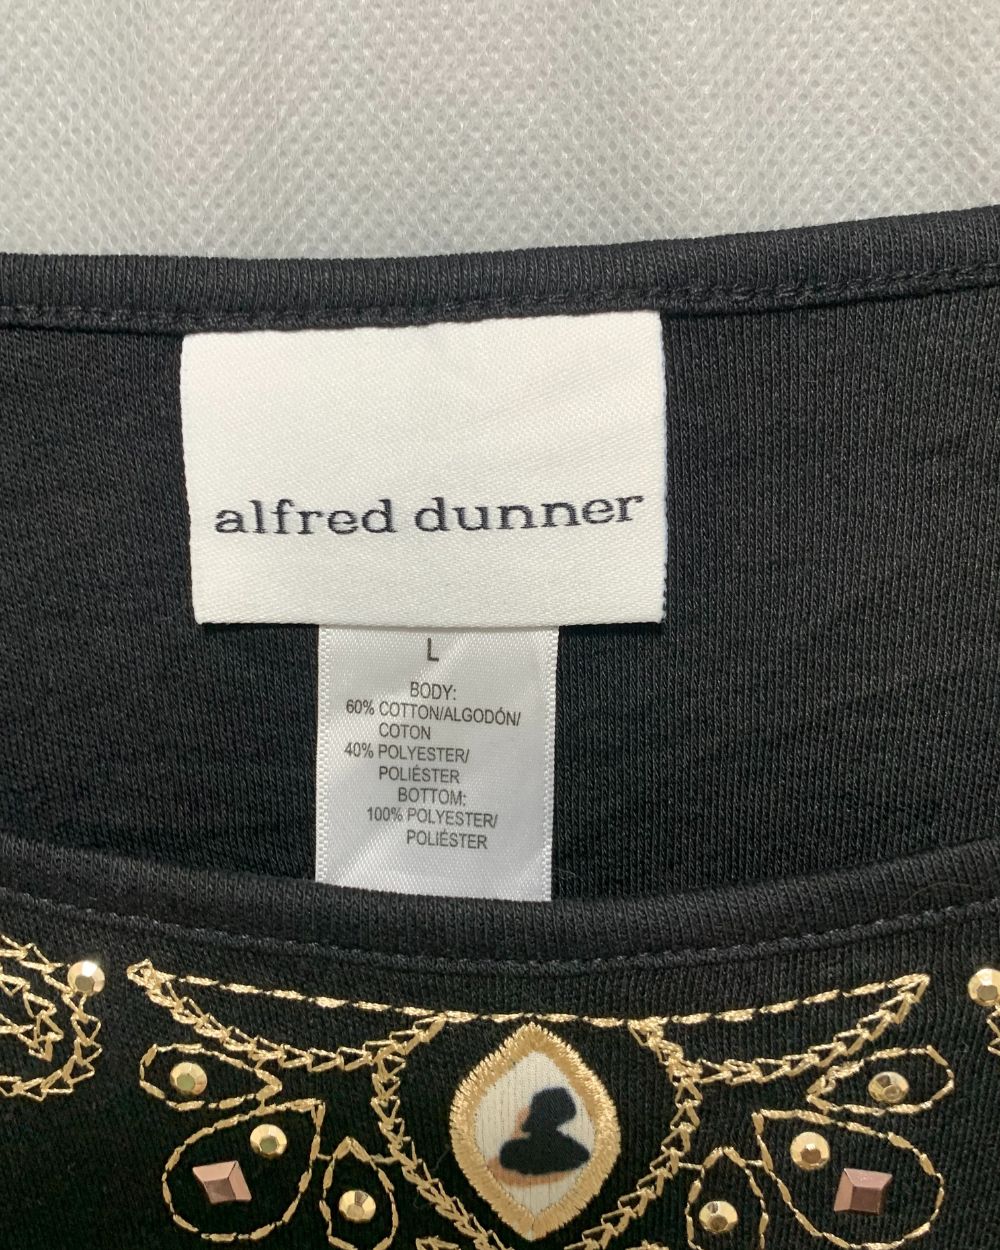 alfred dunner
L
BODY:
60% COTTON/ALGODÓN/
COTON
40% POLYESTER/
POLIÉSTER
BOTTOM:
100% POLYESTER/
POLIÉSTER